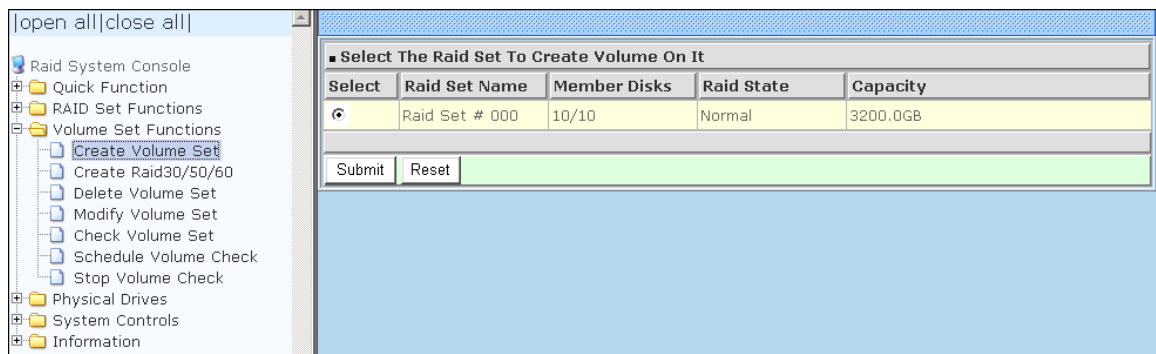 |open all|close all|
Raid System Console
Quick Function
RAID Set Functions
Volume Set Functions
Create Volume Set
Create Raid30/50/60
Delete Volume Set
Modify Volume Set
Check Volume Set
Schedule Volume Check
Stop Volume Check
Physical Drives
System Controls
Information
Select The Raid Set To Create Volume On It
Select Raid Set Name Member Disks Raid State Capacity
Raid Set # 000 10/10 Normal 3200.0GB
Submit Reset